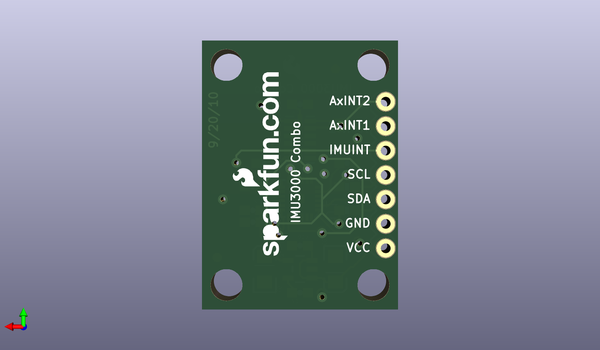 9/20/10
sparkfun.com
IMU3000 Combo
AxINT2
AxINT1
IMUINT
SCL
SDA
GND
VCC